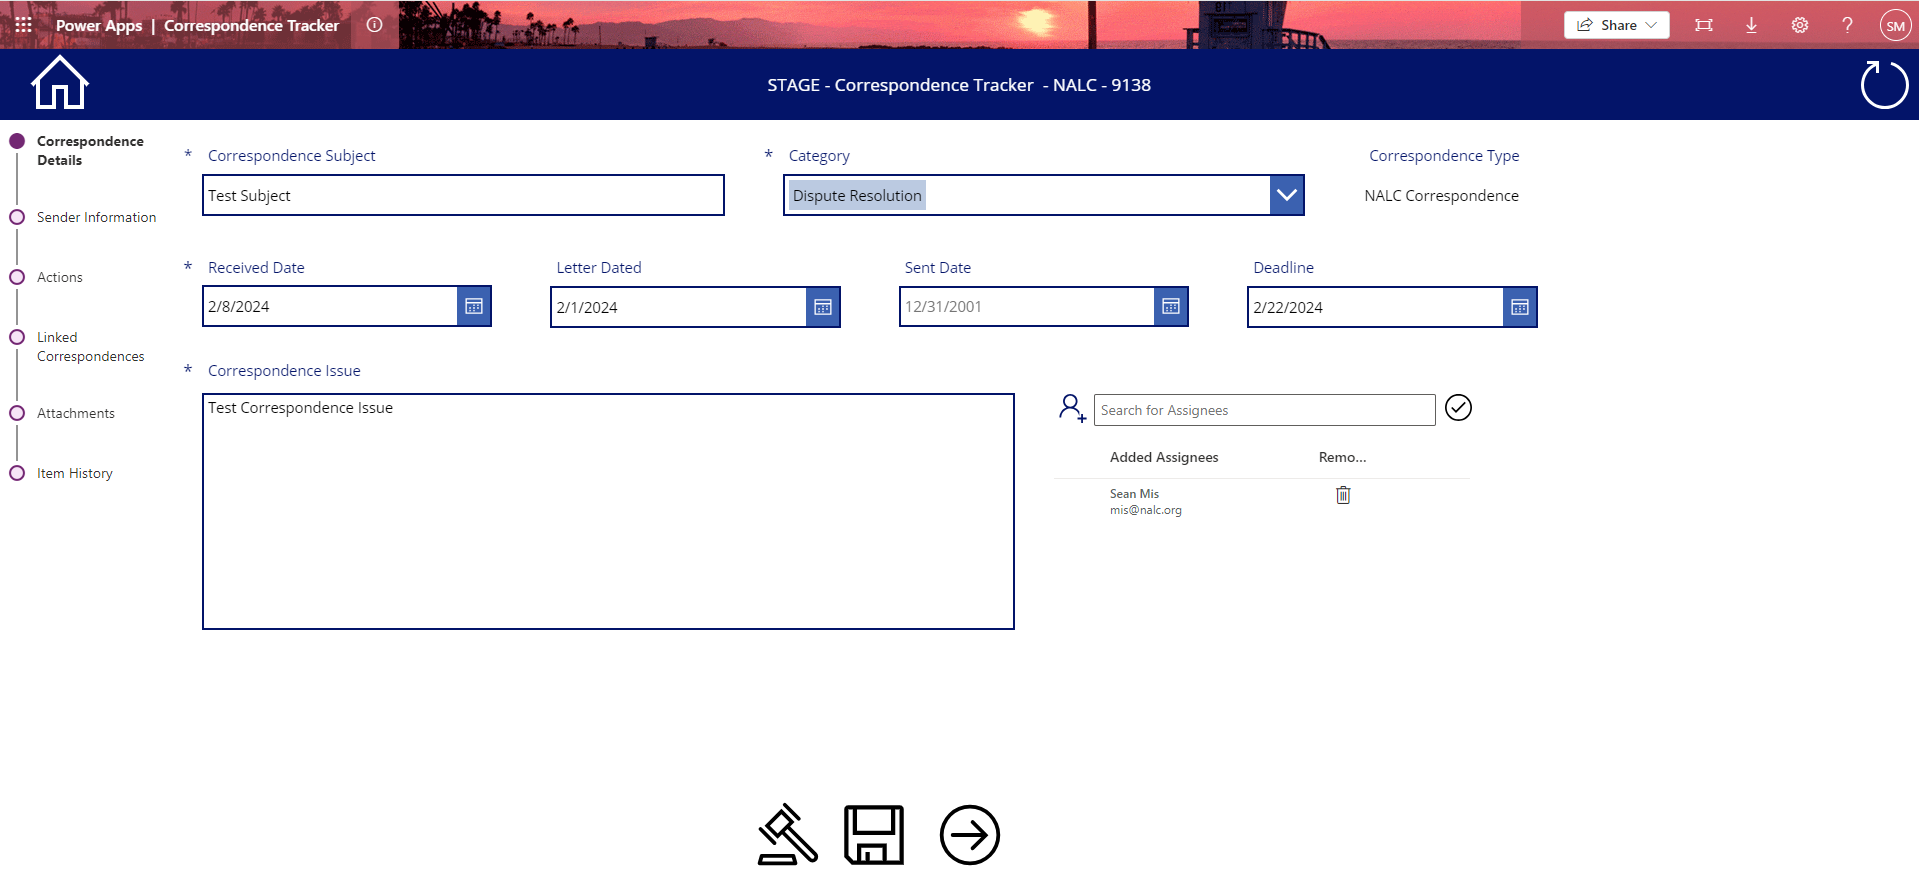 Power Apps | Correspondence Tracker
Share
?
SM
STAGE - Correspondence Tracker - NALC - 9138
Correspondence
Details
Sender Information
Actions
Linked
Correspondences
Attachments
Item History
* Correspondence Subject
Test Subject
* Category
Dispute Resolution
Correspondence Type
NALC Correspondence
* Received Date
2/8/2024
Letter Dated
2/1/2024
Sent Date
12/31/2001
Deadline
2/22/2024
* Correspondence Issue
Test Correspondence Issue
Search for Assignees
Added Assignees
Remo...
Sean Mis
mis@nalc.org